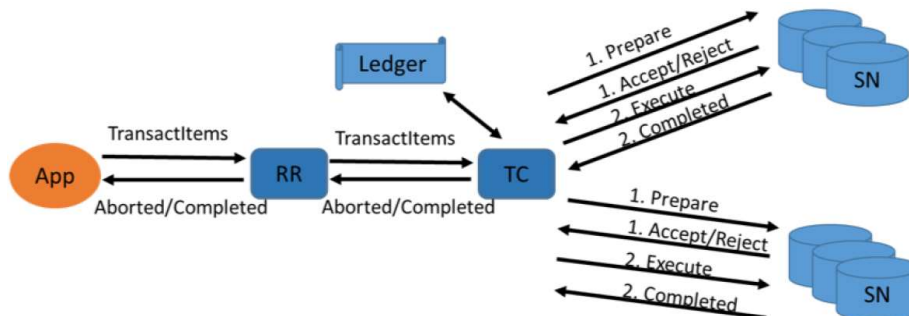 Ledger
1. Prepare
1. Accept/Reject
2. Execute
2. Completed
SN
TransactItems
TransactItems
App
RR
TC
Aborted/Completed
Aborted/Completed
1. Prepare
1. Accept/Reject
2. Execute
2. Completed
SN